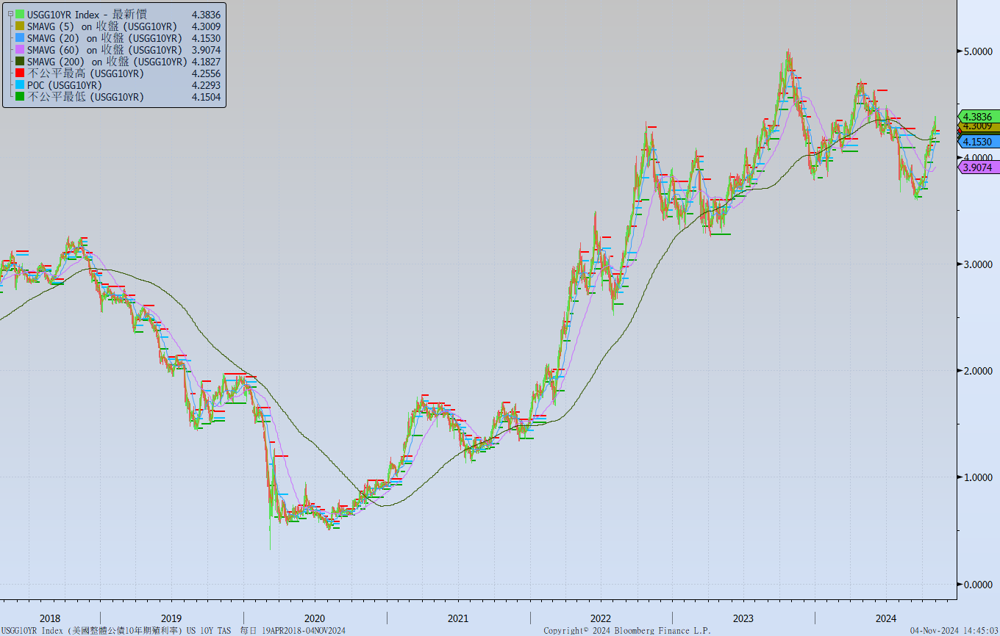 USGG10YR Index - 最新價 4.3836
SMAVG (5) on 收盤 (USGG10YR) 4.3009
SMAVG (20) on 收盤 (USGG10YR) 4.1530
SMAVG (60) on 收盤 (USGG10YR) 3.9074
SMAVG (200) on 收盤 (USGG10YR) 4.1827
不公平最高 (USGG10YR) 4.2556
POC (USGG10YR) 4.2293
不公平最低 (USGG10YR) 4.1504
5.0000
4.3836
4.3009
4.1530
4.0000
3.9074
3.0000
2.0000
1.0000
0.0000
2018 2019 2020 2021 2022 2023 2024
USGG10YR Index (美國整體公債10年期殖利率) US 10Y TAS 每日 19APR2018-04NOV2024 Copyright© 2024 Bloomberg Finance L.P. 04-Nov-2024 14:45:03